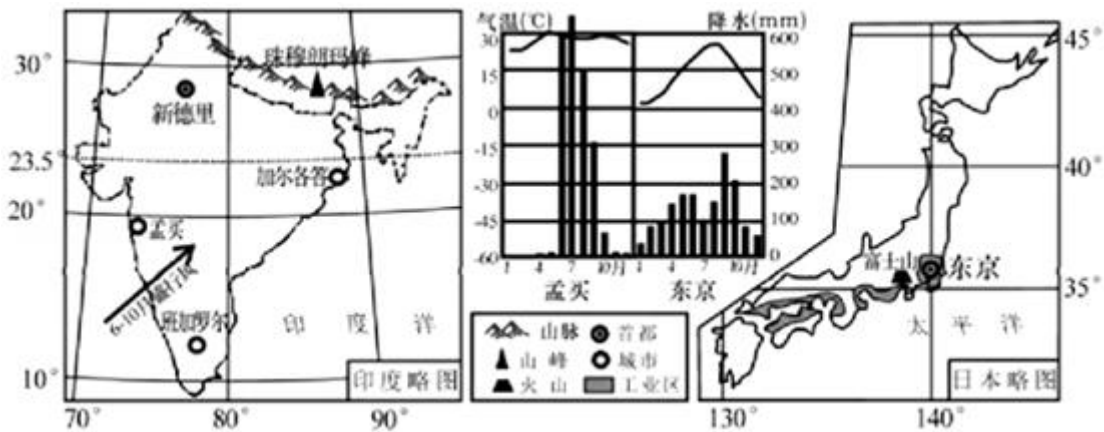 30°
23.5°
20°
10°
70°
80°
90°
珠穆朗玛峰
新德里
加尔各答
孟买
6-10月盛行风
班加罗尔
印度洋
印度略图
气温(℃)
降水(mm)
30
15
0
-15
-30
-45
-60
600
500
400
300
200
100
0
1 4 7 10月
1 4 7 10月
孟买
东京
山脉
首都
山峰
城市
火山
工业区
45°
40°
35°
130°
140°
富士山
东京
太平洋
日本略图